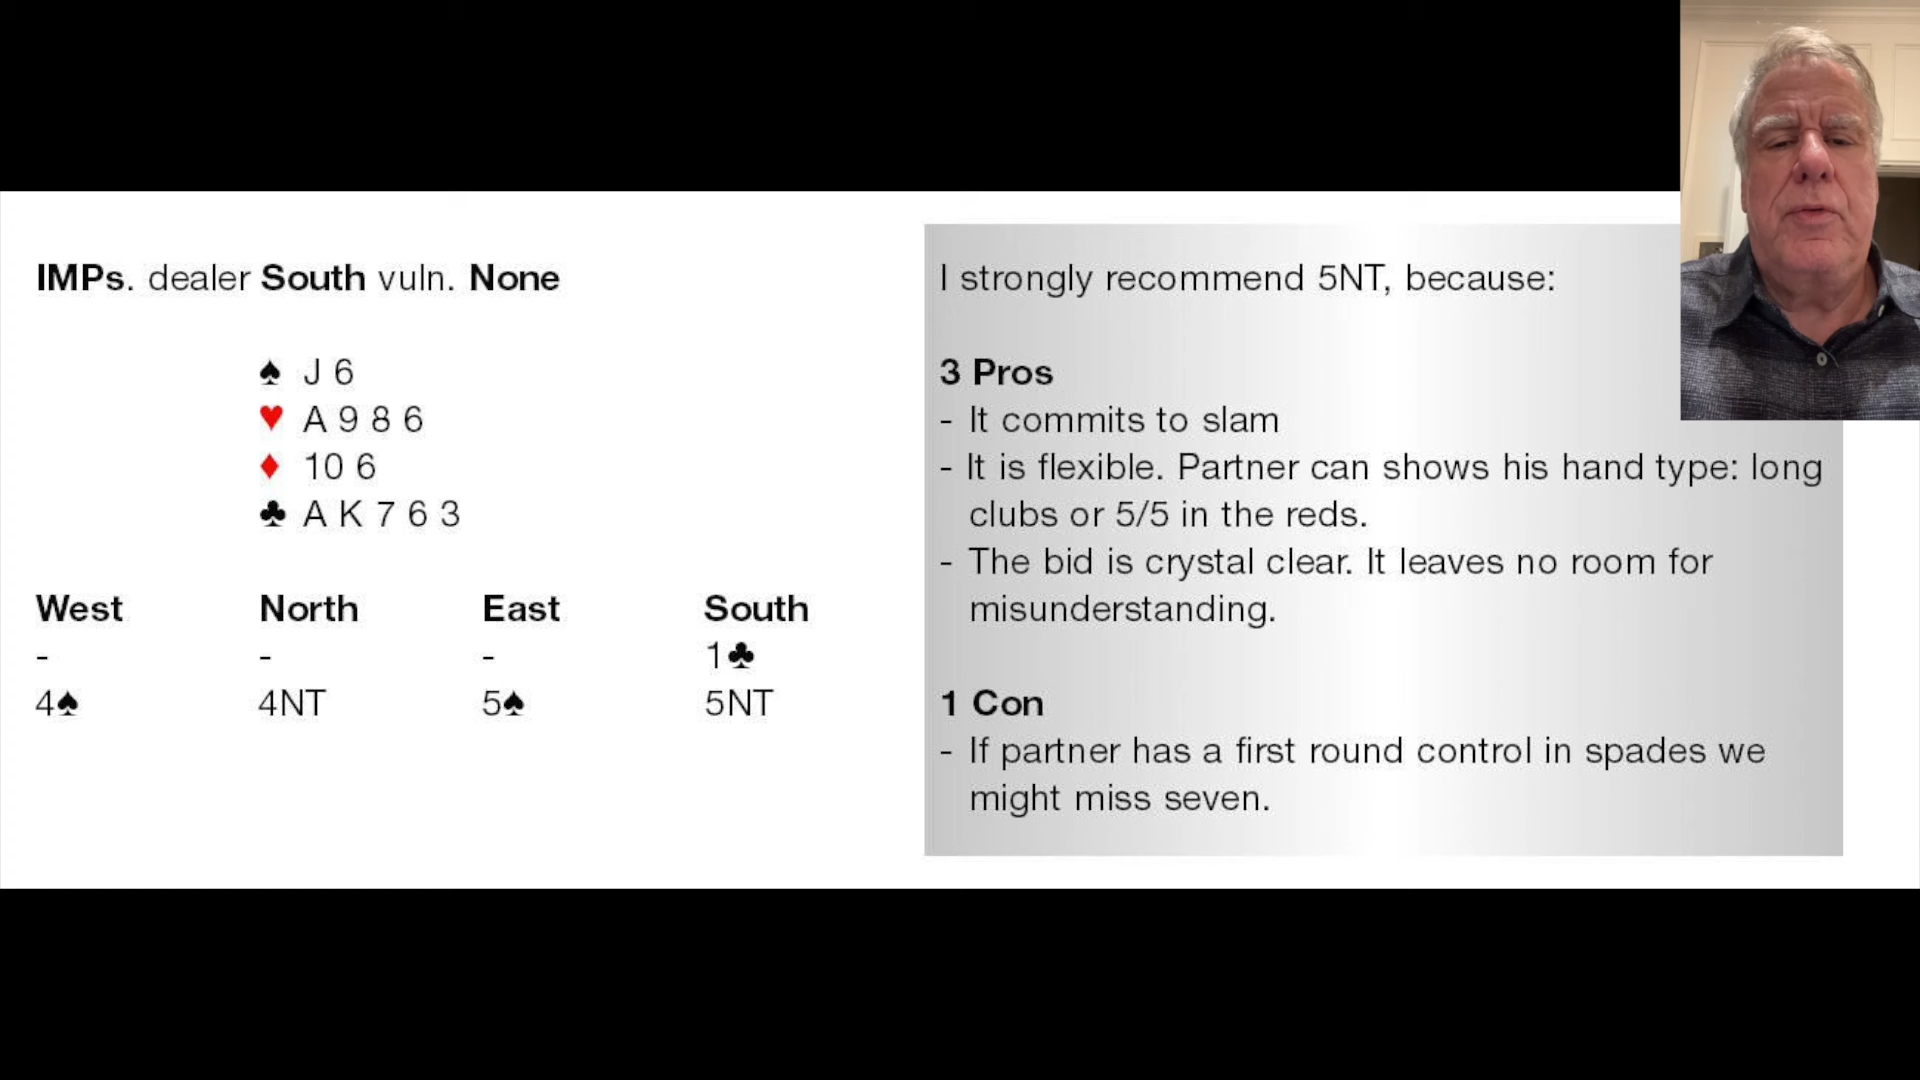 IMPs. dealer South vuln. None
♠ J 6
♥ A 9 8 6
♦ 10 6
♣ A K 7 6 3
West North East South
- - - 1♣
4♠ 4NT 5♠ 5NT
I strongly recommend 5NT, because:
3 Pros
- It commits to slam
- It is flexible. Partner can shows his hand type: long
clubs or 5/5 in the reds.
- The bid is crystal clear. It leaves no room for
misunderstanding.
1 Con
- If partner has a first round control in spades we
might miss seven.